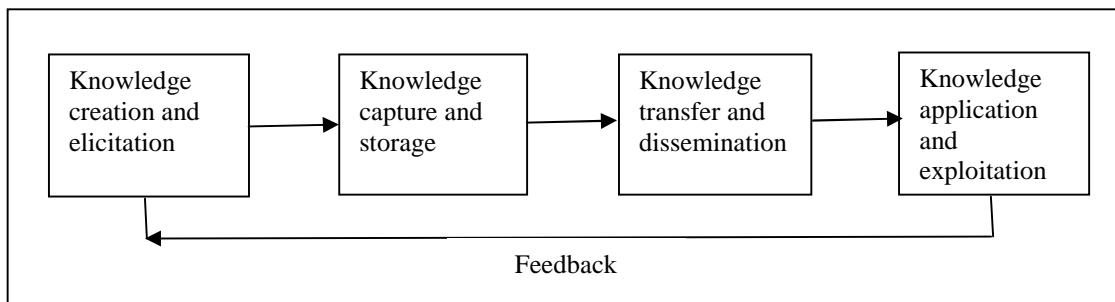 Knowledge
creation and
elicitation
Knowledge
capture and
storage
Knowledge
transfer and
dissemination
Knowledge
application
and
exploitation
Feedback